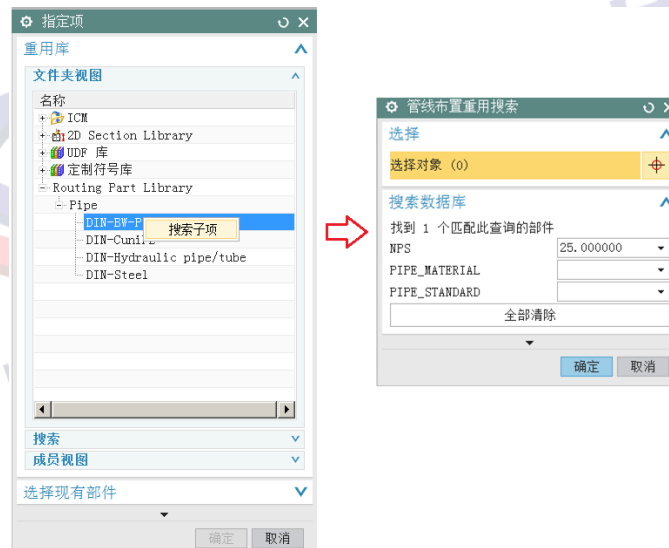 指定项
重用库
文件夹视图
名称
ICM
2D Section Library
UDF 库
定制符号库
Routing Part Library
Pipe
DIN-BW-P
搜索子项
DIN-Hydraulic pipe/tube
DIN-Steel
搜索
成员视图
选择现有部件
确定 取消
管线布置重用搜索
选择
选择对象 (0)
搜索数据库
找到 1 个匹配此查询的部件
NPS 25.000000
PIPE_MATERIAL
PIPE_STANDARD
全部清除
确定 取消